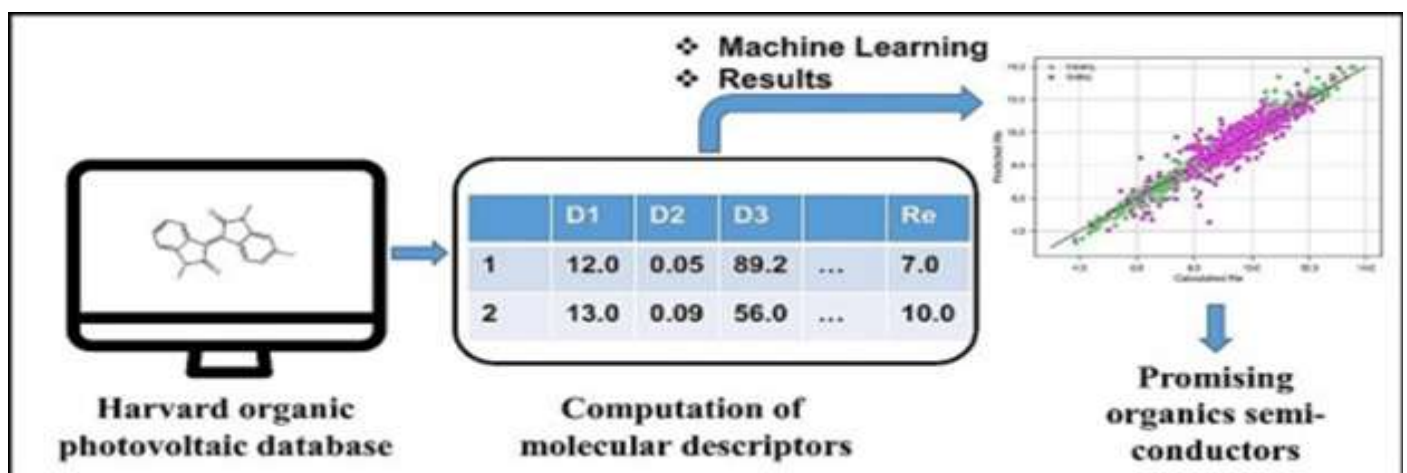 ❖ Machine Learning
❖ Results
D1 D2 D3 Re
1 12.0 0.05 89.2 ... 7.0
2 13.0 0.09 56.0 ... 10.0
Harvard organic
photovoltaic database
Computation of
molecular descriptors
Promising
organics semi-
conductors